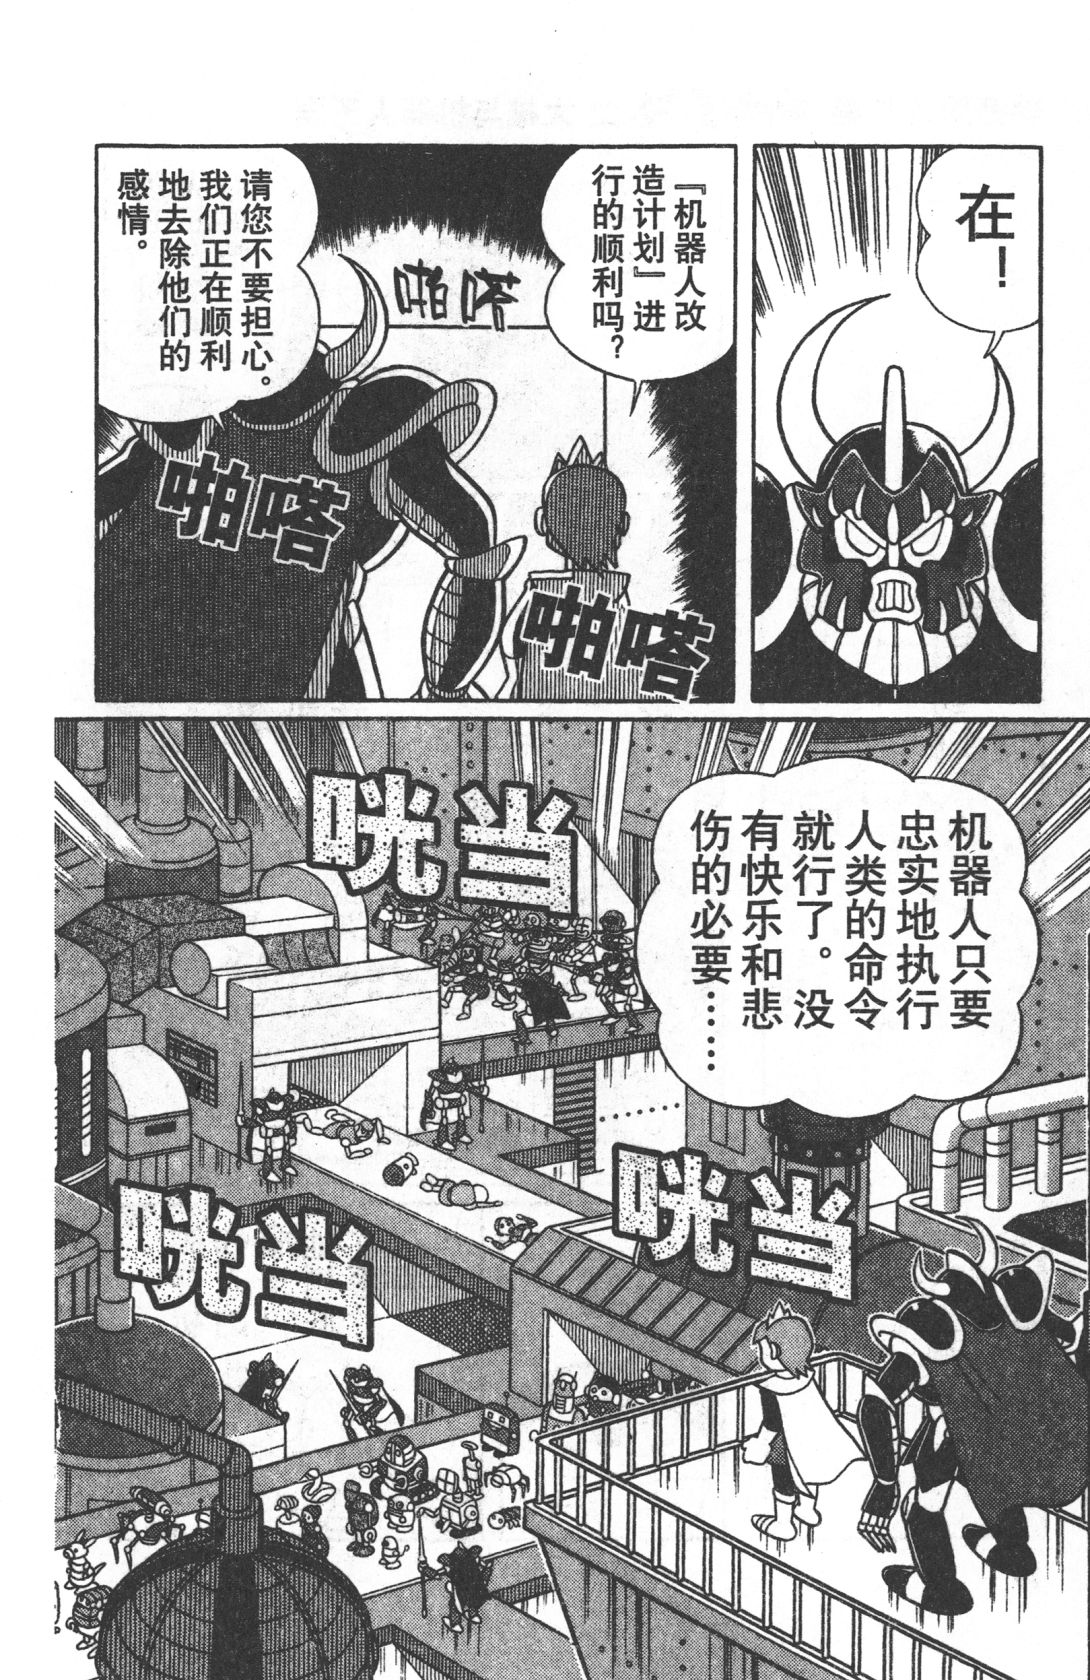 在！
『机器人改
造计划』进
行的顺利吗？
啪嗒
请您不要担心。
我们正在顺利
地去除他们的
感情。
啪嗒
啪嗒
机器人只要
忠实地执行
人类的命令
就行了。没
有快乐和悲
伤的必要……
咣当
咣当
咣当